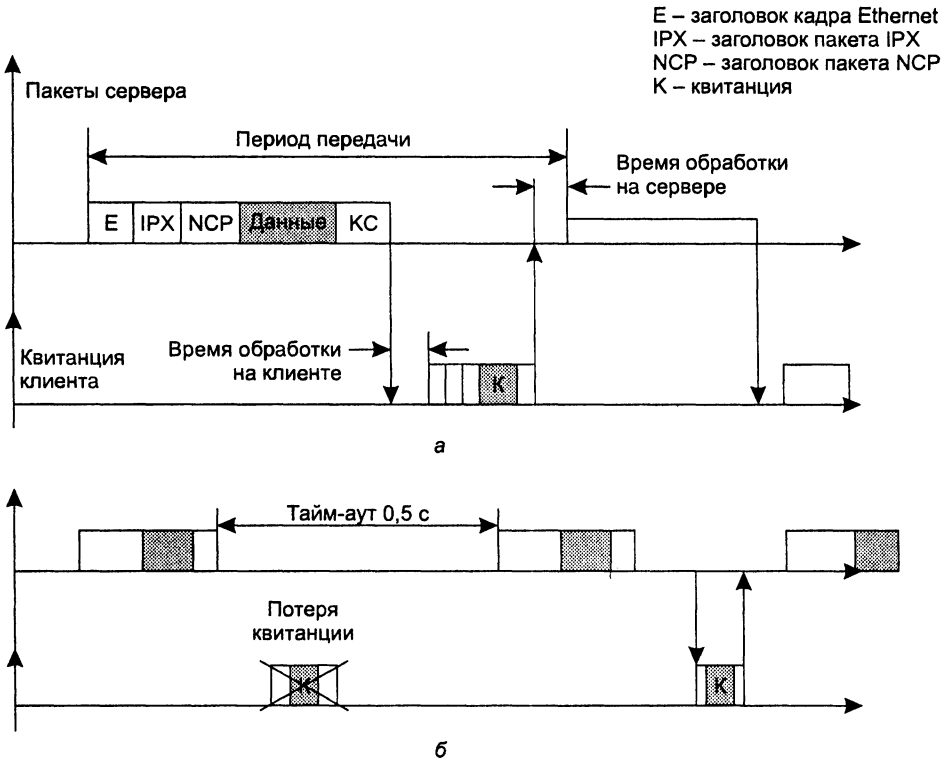 E – заголовок кадра Ethernet
IPX – заголовок пакета IPX
NCP – заголовок пакета NCP
К – квитанция
Пакеты сервера
Период передачи
Время обработки
на сервере
E
IPX
NCP
Данные
КС
Квитанция
клиента
Время обработки
на клиенте
К
а
Тайм-аут 0,5 с
Потеря
квитанции
К
К
б